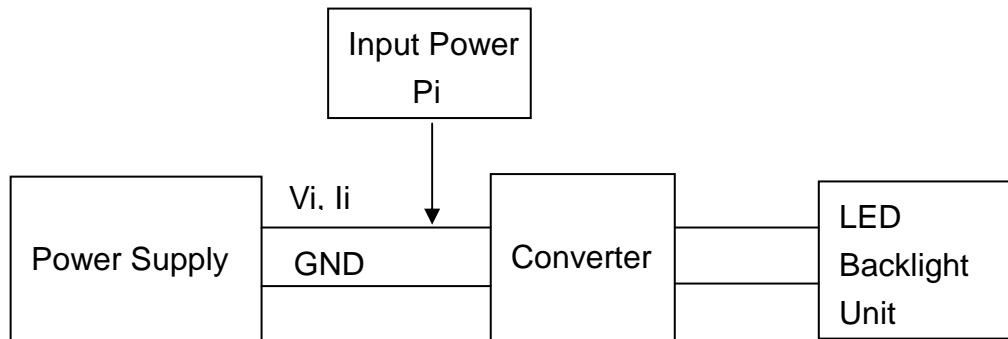 Input Power
Pi
Vi, Ii
GND
Power Supply
Converter
LED
Backlight
Unit